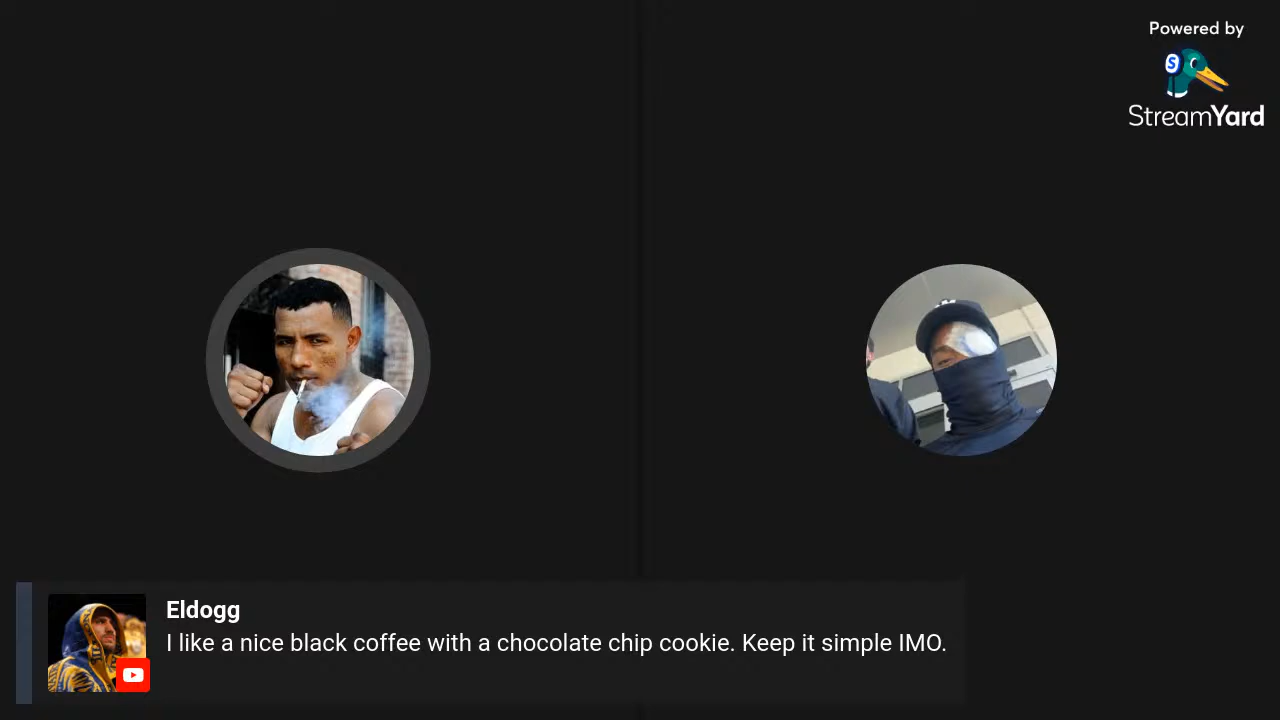 Powered by
S
StreamYard
Eldogg
I like a nice black coffee with a chocolate chip cookie. Keep it simple IMO.